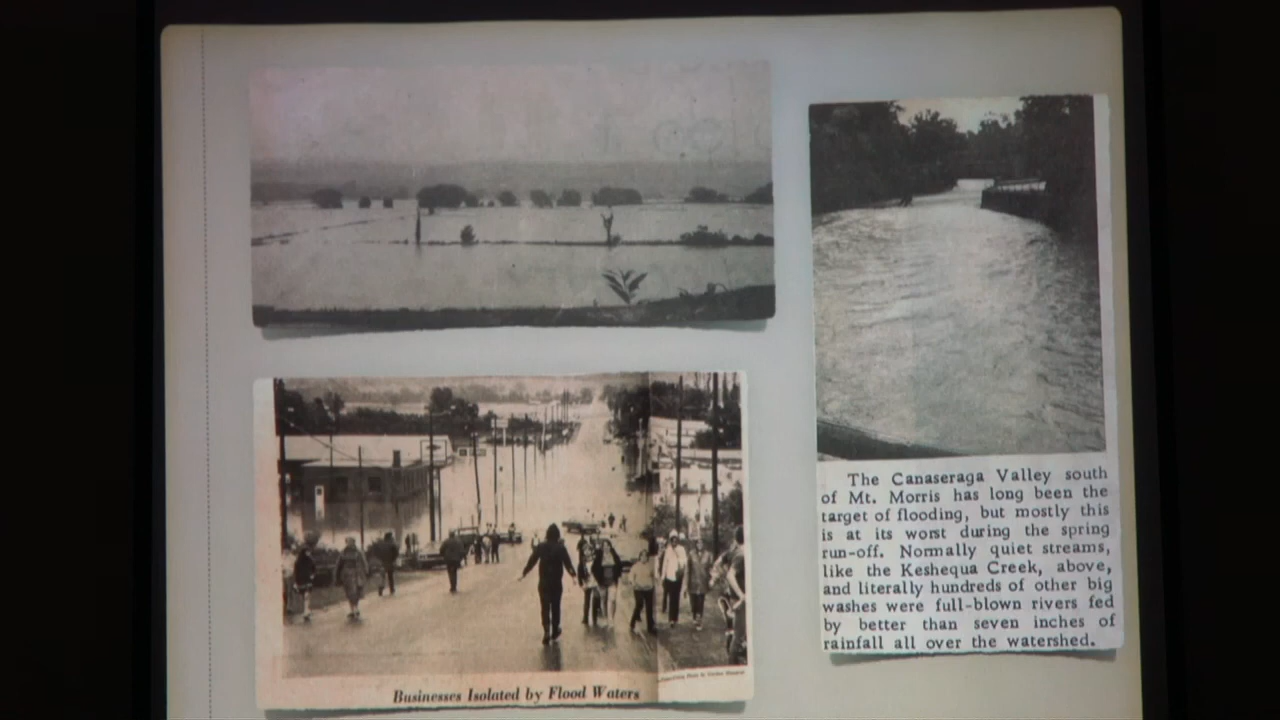 The Canaseraga Valley south
of Mt. Morris has long been the
target of flooding, but mostly this
is at its worst during the spring
run-off. Normally quiet streams,
like the Keshequa Creek, above,
and literally hundreds of other big
washes were full-blown rivers fed
by better than seven inches of
rainfall all over the watershed.
Businesses Isolated by Flood Waters